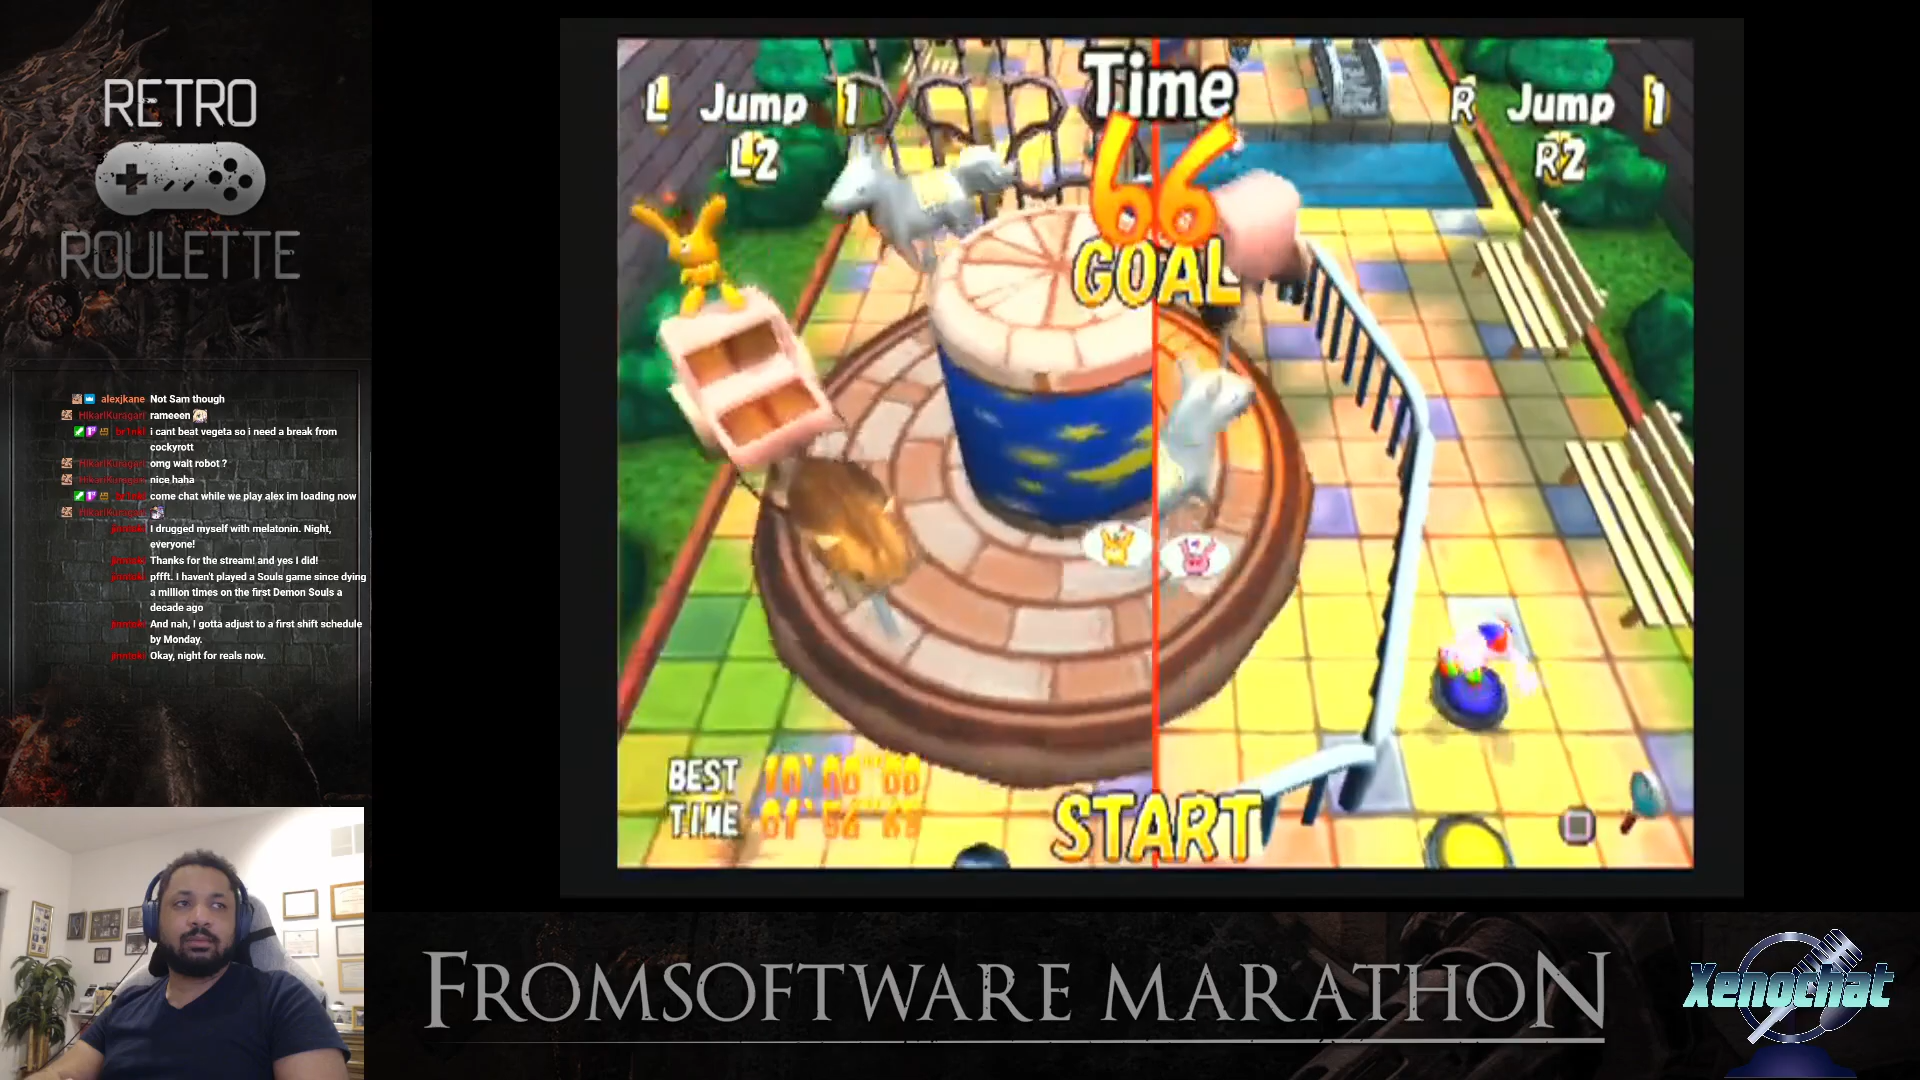 RETRO
ROULETTE
alexjkane Not Sam though
HikariKuragari rameeen
i cant beat vegeta so i need a break from
cockyrott
HikariKuragari omg wait robot ?
HikariKuragari nice haha
come chat while we play alex im loading now
HikariKuragari
I drugged myself with melatonin. Night,
everyone!
Thanks for the stream! and yes I did!
pffft. I haven't played a Souls game since dying
a million times on the first Demon Souls a
decade ago
And nah, I gotta adjust to a first shift schedule
by Monday.
Okay, night for reals now.
L Jump 1
L2
Time
66
GOAL
R Jump 1
R2
BEST
TIME
START
FROMSOFTWARE MARATHON
Xenochat